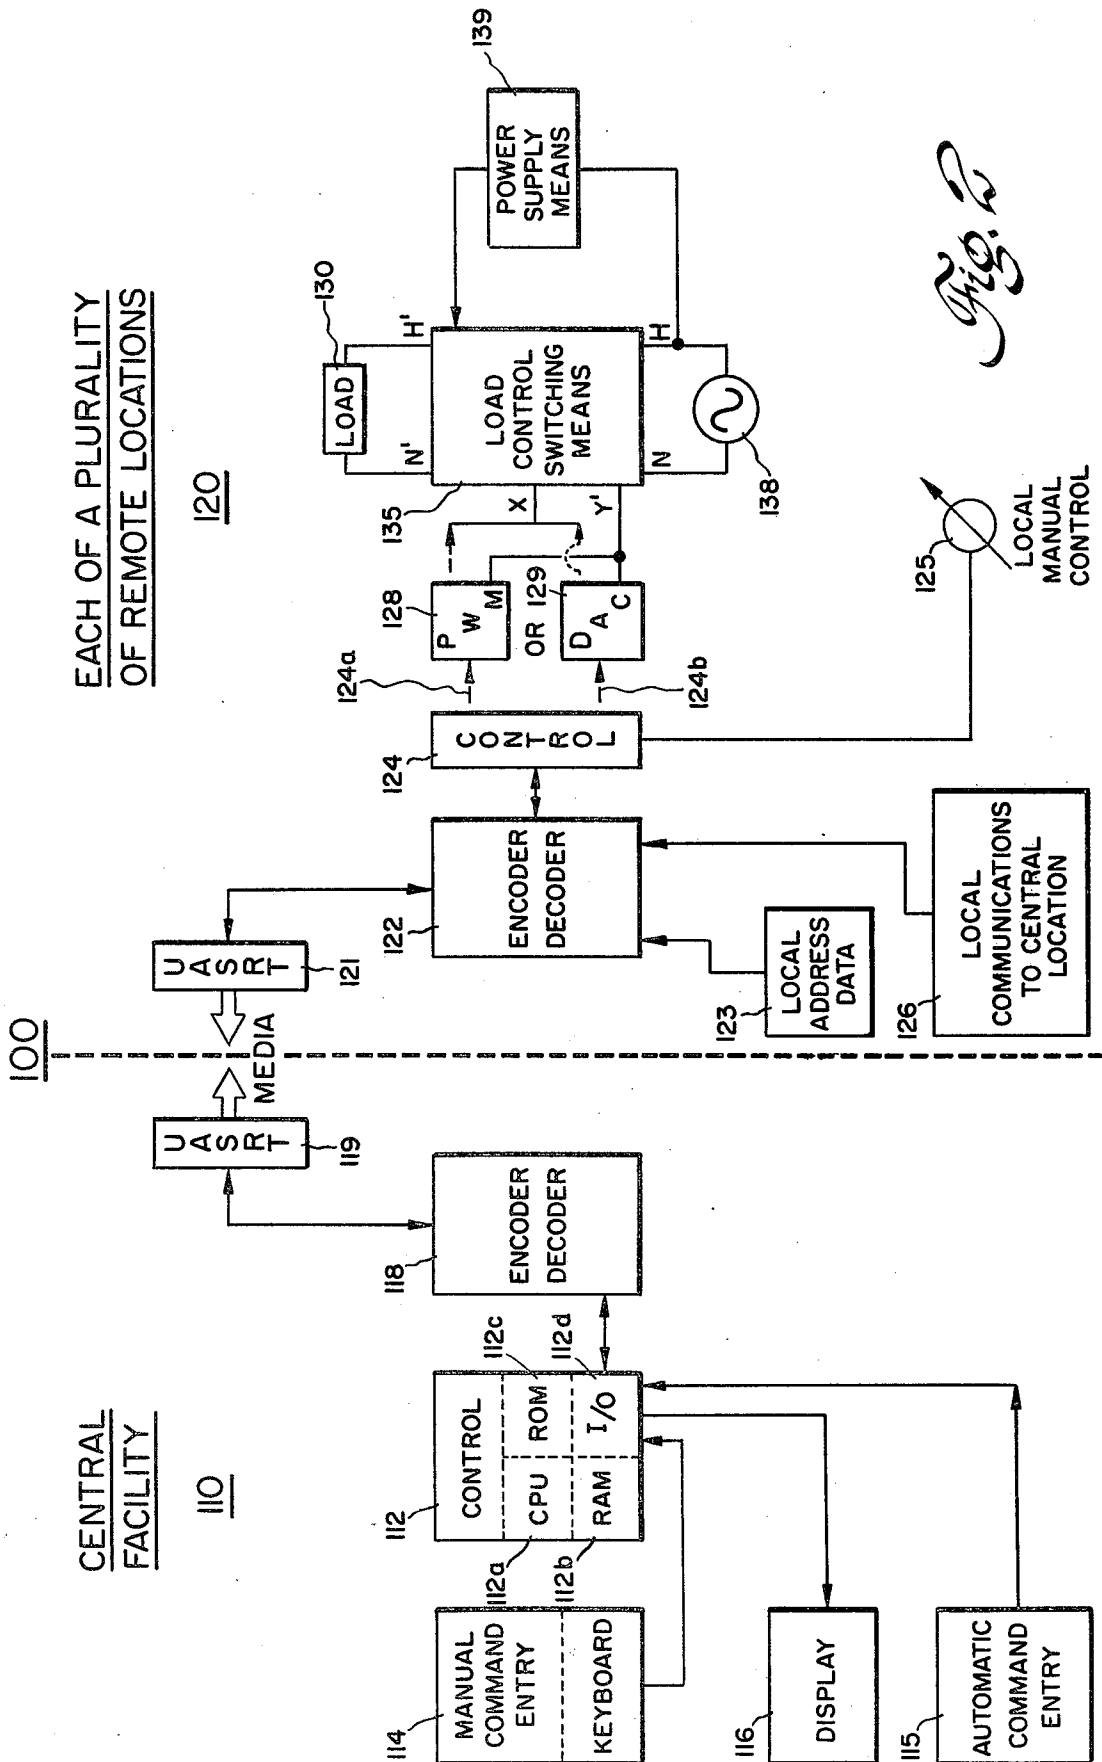 100
CENTRAL
FACILITY
110
EACH OF A PLURALITY
OF REMOTE LOCATIONS
120
UASRT
119
MEDIA
UASRT
121
114
MANUAL
COMMAND
ENTRY
KEYBOARD
112
CONTROL
CPU
ROM
RAM
I/O
112a
112b
112c
112d
116
DISPLAY
115
AUTOMATIC
COMMAND
ENTRY
118
ENCODER
DECODER
122
ENCODER
DECODER
123
LOCAL
ADDRESS
DATA
126
LOCAL
COMMUNICATIONS
TO CENTRAL
LOCATION
124
CONTROL
124a
124b
128
PWM
OR 129
DAC
125
LOCAL
MANUAL
CONTROL
X
Y'
135
LOAD
CONTROL
SWITCHING
MEANS
N'
H'
LOAD
130
N
H
138
POWER
SUPPLY
MEANS
139
Fig. 2